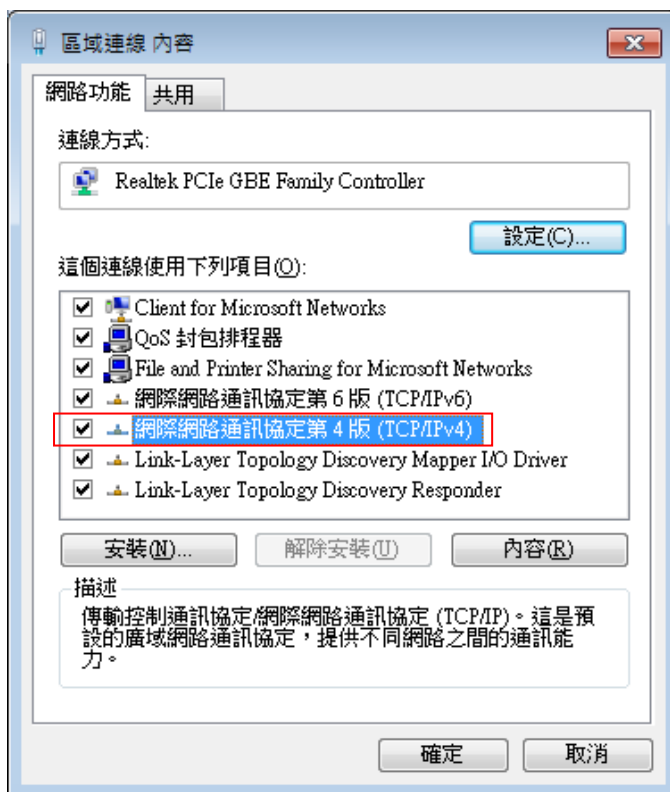 區域連線 內容
網路功能
共用
連線方式:
Realtek PCIe GBE Family Controller
設定(C)...
這個連線使用下列項目(O):
Client for Microsoft Networks
QoS 封包排程器
File and Printer Sharing for Microsoft Networks
網際網路通訊協定第 6 版 (TCP/IPv6)
網際網路通訊協定第 4 版 (TCP/IPv4)
Link-Layer Topology Discovery Mapper I/O Driver
Link-Layer Topology Discovery Responder
安裝(N)...
解除安裝(U)
內容(R)
描述
傳輸控制通訊協定/網際網路通訊協定 (TCP/IP)。這是預
設的廣域網路通訊協定，提供不同網路之間的通訊能
力。
確定
取消